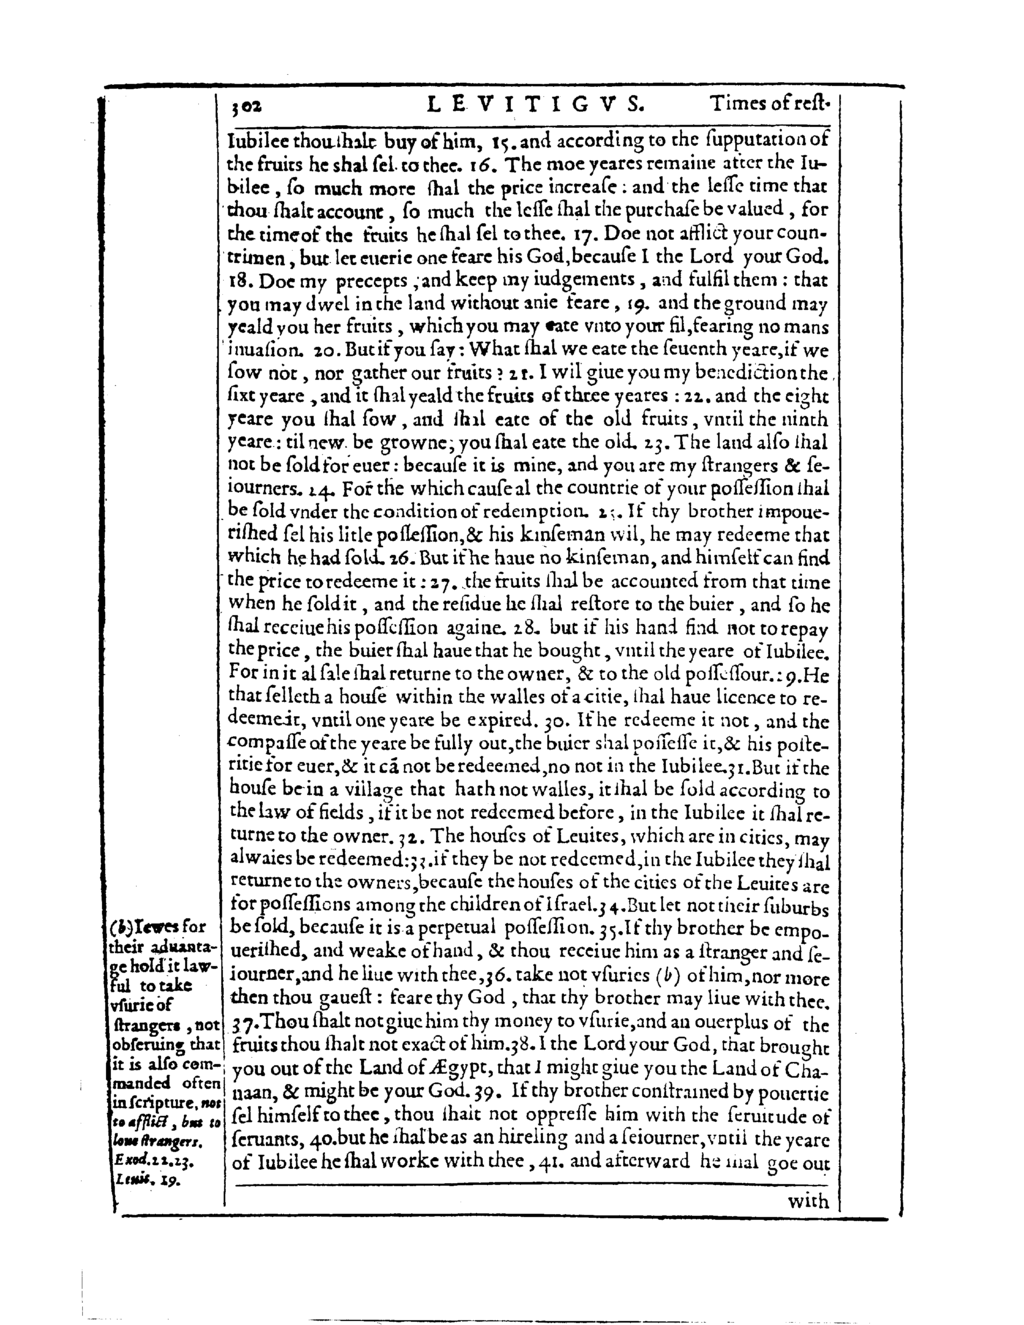 302 LEVITIGVS. Times of rest.
Iubilee thou shalt buy of him, 15. and according to the supputation of
the fruits he shal sel to thee. 16. The moe yeares remaine after the Iu-
bilee, so much more shal the price increase: and the lesse time that
thou shalt account, so much the lesse shal the purchase be valued, for
the time of the fruits he shal sel to thee. 17. Doe not afflict your coun-
trimen, but let euerie one feare his God, because I the Lord your God.
18. Doe my precepts, and keep my iudgements, and fulfil them: that
you may dwel in the land without anie feare, 19. and the ground may
yeald you her fruits, which you may eate vnto your fil, fearing no mans
inuasion. 20. But if you say: What shal we eate the seuenth yeare, if we
sow not, nor gather our fruits? 21. I wil giue you my benediction the
sixt yeare, and it shal yeald the fruits of three yeares: 22. and the eight
yeare you shal sow, and shal eate of the old fruits, vntil the ninth
yeare: til new be growne, you shal eate the old. 23. The land also shal
not be sold for euer: because it is mine, and you are my strangers & se-
iourners. 24. For the which cause al the countrie of your possession shal
be sold vnder the condition of redemption. 25. If thy brother impoue-
rished sel his litle possession, & his kinseman wil, he may redeeme that
which he had sold. 26. But if he haue no kinseman, and himself can find
the price to redeeme it: 27. the fruits shal be accounted from that time
when he sold it, and the residue he shal restore to the buier, and so he
shal receiue his possession againe. 28. but if his hand find not to repay
the price, the buier shal haue that he bought, vntil the yeare of Iubilee.
For in it al sale shal returne to the owner, & to the old possessour. 29. He
that selleth a house within the walles of a citie, shal haue licence to re-
deeme it, vntil one yeare be expired. 30. If he redeeme it not, and the
compasse of the yeare be fully out, the buier shal possesse it, & his poste-
ritie for euer, & it cā not be redeemed, no not in the Iubilee. 31. But if the
house be in a viilage that hath not walles, it shal be sold according to
the law of fields, if it be not redeemed before, in the Iubilee it shal re-
turne to the owner. 32. The houses of Leuites, which are in cities, may
alwaies be redeemed: 33. if they be not redeemed, in the Iubilee they shal
returne to the owners, because the houses of the cities of the Leuites are
for possessions among the children of Israel. 34. But let not their suburbs
be sold, because it is a perpetual possession. 35. If thy brother be empo-
uerished, and weake of hand, & thou receiue him as a stranger and se-
iourner, and he liue with thee, 36. take not vsuries (b) of him, nor more
then thou gauest: feare thy God, that thy brother may liue with thee.
37. Thou shalt not giue him thy money to vsurie, and an ouerplus of the
fruits thou shalt not exact of him. 38. I the Lord your God, that brought
you out of the Land of Ægypt, that I might giue you the Land of Cha-
naan, & might be your God. 39. If thy brother constrained by pouertie
sel himself to thee, thou shalt not oppresse him with the seruitude of
seruants, 40. but he shal be as an hireling and a seiourner, vntil the yeare
of Iubilee he shal worke with thee, 41. and afterward he shal goe out
with
(b) Iewes for
their aduanta-
ge hold it law-
ful to take
vsurie of
strangers, not
obseruing that
it is also com-
manded often
in scripture, not
to afflict, but to
loue strangers.
Exod. 22. 23.
Leuit. 19.